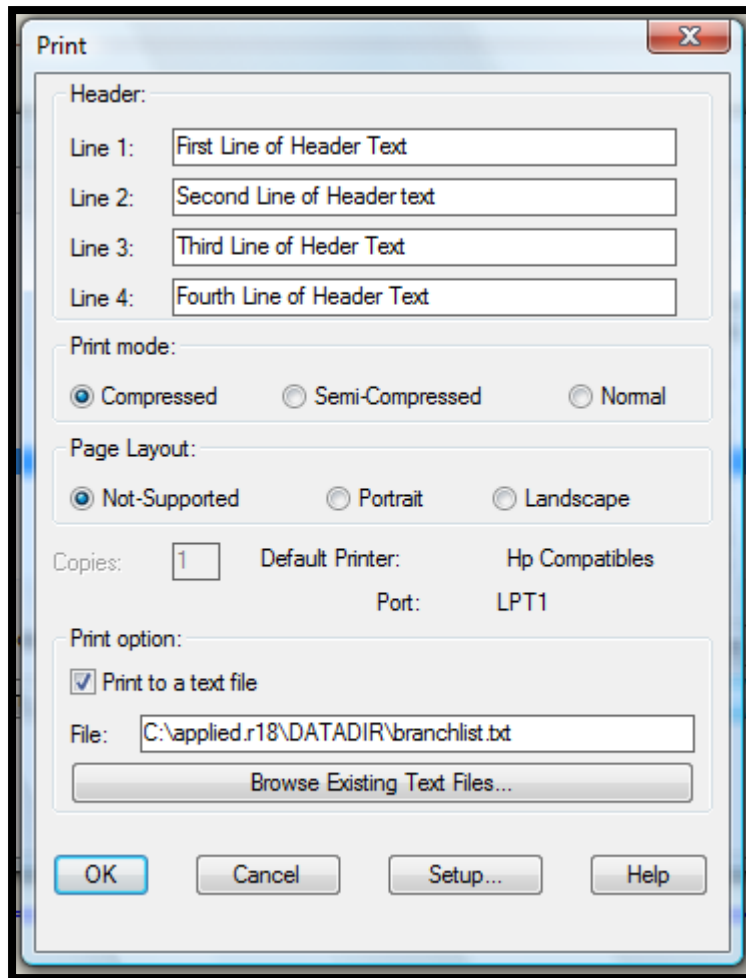 Print
Header:
Line 1: First Line of Header Text
Line 2: Second Line of Header text
Line 3: Third Line of Heder Text
Line 4: Fourth Line of Header Text
Print mode:
Compressed Semi-Compressed Normal
Page Layout:
Not-Supported Portrait Landscape
Copies: 1 Default Printer: Hp Compatibles
Port: LPT1
Print option:
Print to a text file
File: C:\applied.r18\DATADIR\branchlist.txt
Browse Existing Text Files...
OK Cancel Setup... Help